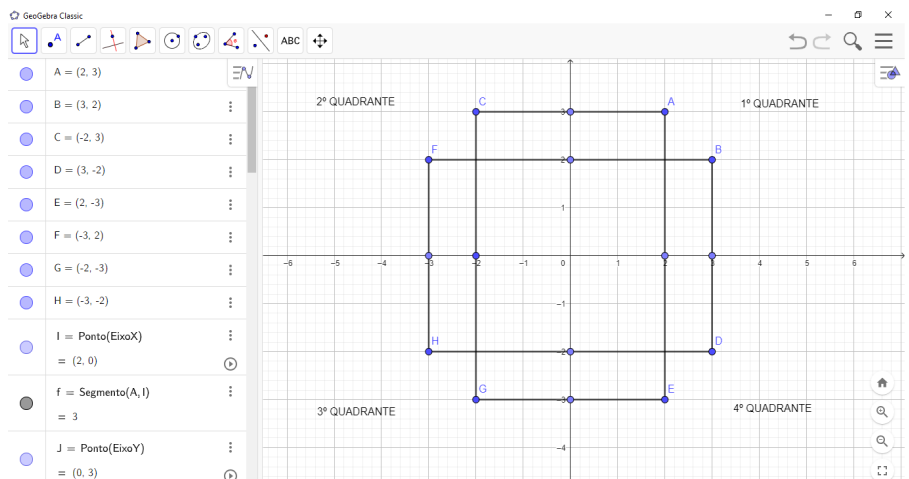 GeoGebra Classic
ABC
A = (2, 3)
B = (3, 2)
C = (-2, 3)
D = (3, -2)
E = (2, -3)
F = (-3, 2)
G = (-2, -3)
H = (-3, -2)
I = Ponto(EixoX)
= (2, 0)
f = Segmento(A, I)
= 3
J = Ponto(EixoY)
= (0, 3)
2º QUADRANTE
1º QUADRANTE
C
A
3
F
B
2
1
−6 −5 −4 −3 −2 −1 0 1 2 3 4 5 6
−1
H
D
−2
G
E
−3
3º QUADRANTE
4º QUADRANTE
−4